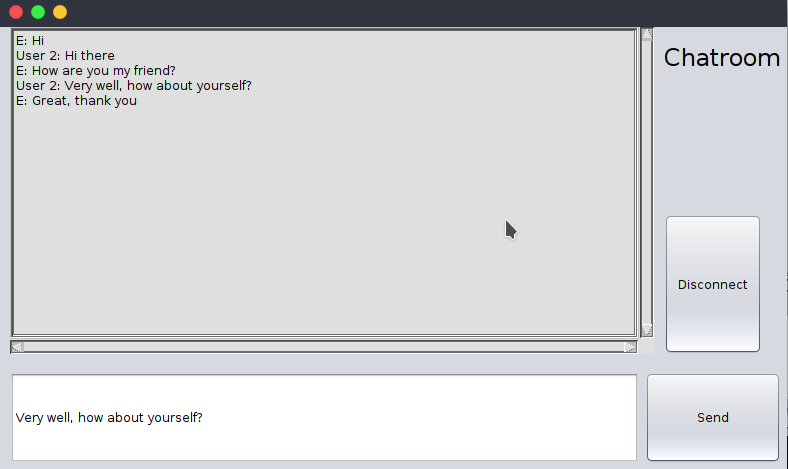 E: Hi
User 2: Hi there
E: How are you my friend?
User 2: Very well, how about yourself?
E: Great, thank you
Chatroom
Disconnect
Very well, how about yourself?
Send